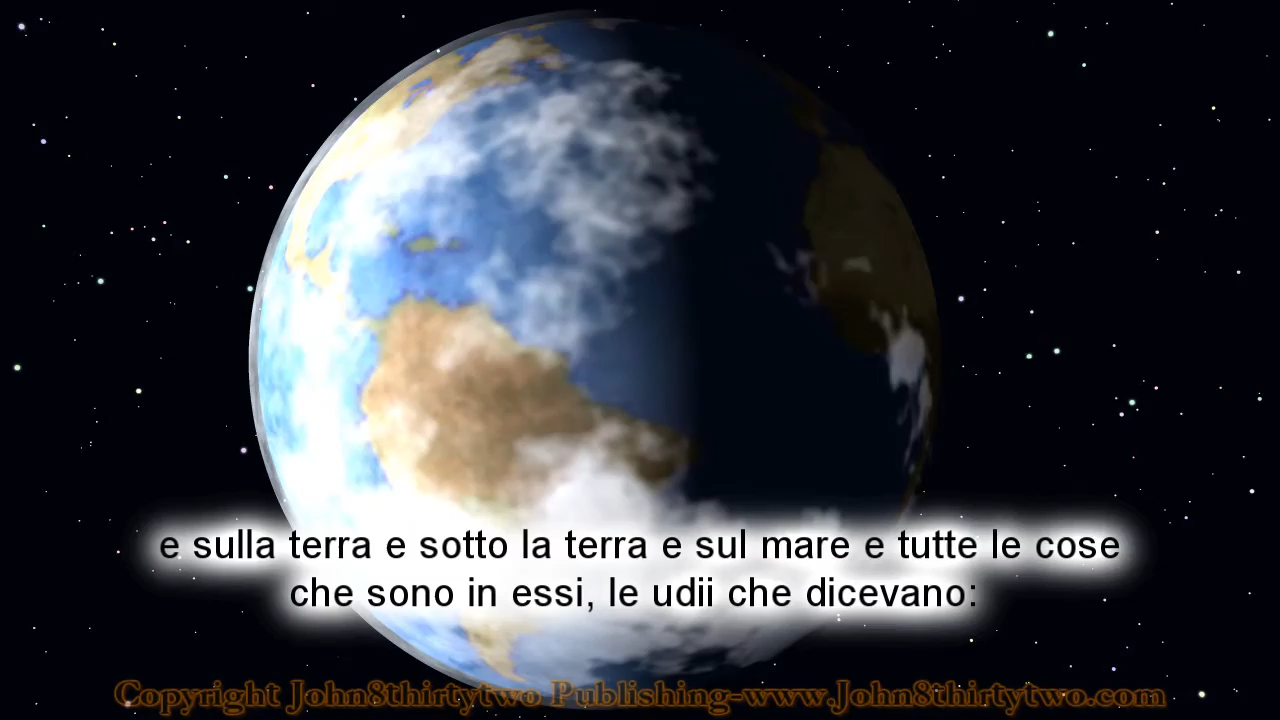 e sulla terra e sotto la terra e sul mare e tutte le cose
che sono in essi, le udii che dicevano:
Copyright John8thirtytwo Publishing-www.John8thirtytwo.com